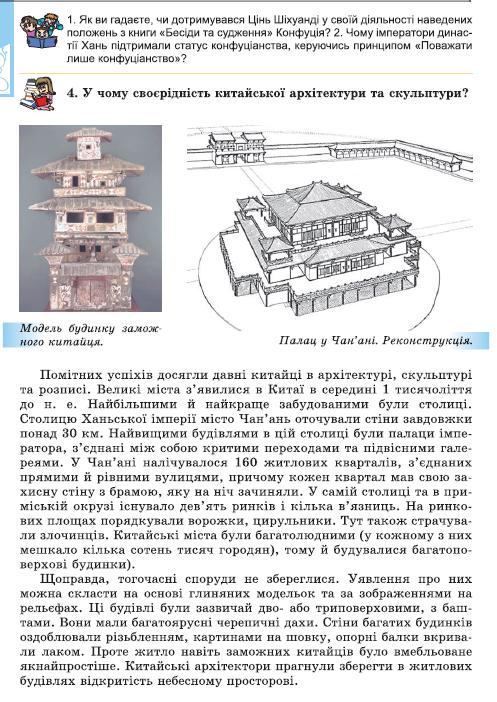 1. Як ви гадаєте, чи дотримувався Цінь Шіхуанді у своїй діяльності наведених
положень з книги «Бесіди та судження» Конфуція? 2. Чому імператори динас-
тії Хань підтримали статус конфуціанства, керуючись принципом «Поважати
лише конфуціанство»?
4. У чому своєрідність китайської архітектури та скульптури?
Модель будинку замож-
ного китайця.
Палац у Чан’ані. Реконструкція.
Помітних успіхів досягли давні китайці в архітектурі, скульптурі
та розписі. Великі міста з’явилися в Китаї в середині 1 тисячоліття
до н. е. Найбільшими й найкраще забудованими були столиці.
Столицю Ханьської імперії місто Чан’ань оточували стіни завдовжки
понад 30 км. Найвищими будівлями в цій столиці були палаци імпе-
ратора, з’єднані між собою критими переходами та підвісними гале-
реями. У Чан’ані налічувалося 160 житлових кварталів, з’єднаних
прямими й рівними вулицями, причому кожен квартал мав свою за-
хисну стіну з брамою, яку на ніч зачиняли. У самій столиці та в при-
міській окрузі існувало дев’ять ринків і кілька в’язниць. На ринко-
вих площах порядкували ворожки, цирульники. Тут також страчува-
ли злочинців. Китайські міста були багатолюдними (у кожному з них
мешкало кілька сотень тисяч городян), тому й будувалися багатопо-
верхові будинки).
Щоправда, тогочасні споруди не збереглися. Уявлення про них
можна скласти на основі глиняних модельок та за зображеннями на
рельєфах. Ці будівлі були зазвичай дво- або триповерховими, з баш-
тами. Вони мали багатоярусні черепичні дахи. Стіни багатих будинків
оздоблювали різьбленням, картинами на шовку, опорні балки вкрива-
ли лаком. Проте житло навіть заможних китайців було вмебльоване
якнайпростіше. Китайські архітектори прагнули зберегти в житлових
будівлях відкритість небесному просторові.